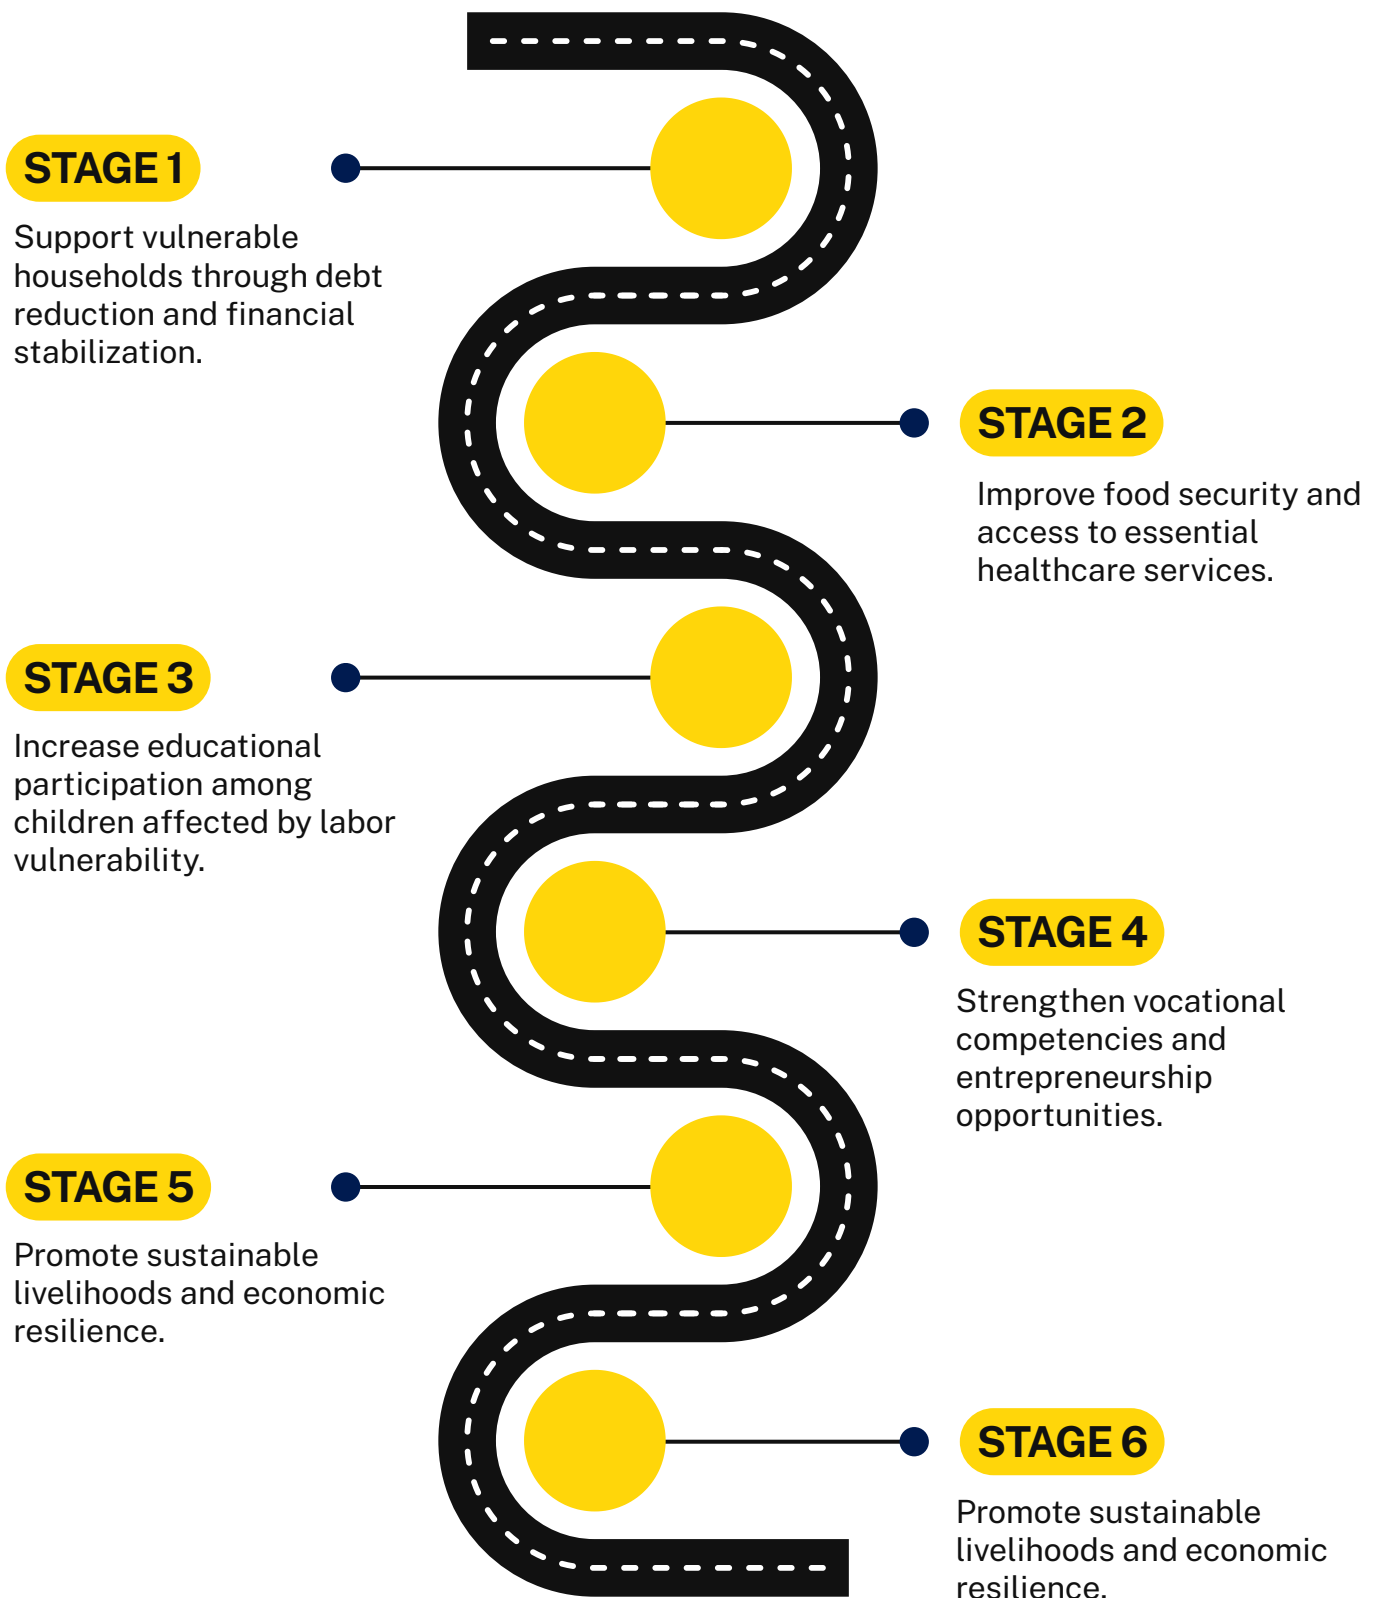 STAGE 1
Support vulnerable
households through debt
reduction and financial
stabilization.
STAGE 2
Improve food security and
access to essential
healthcare services.
STAGE 3
Increase educational
participation among
children affected by labor
vulnerability.
STAGE 4
Strengthen vocational
competencies and
entrepreneurship
opportunities.
STAGE 5
Promote sustainable
livelihoods and economic
resilience.
STAGE 6
Promote sustainable
livelihoods and economic
resilience.